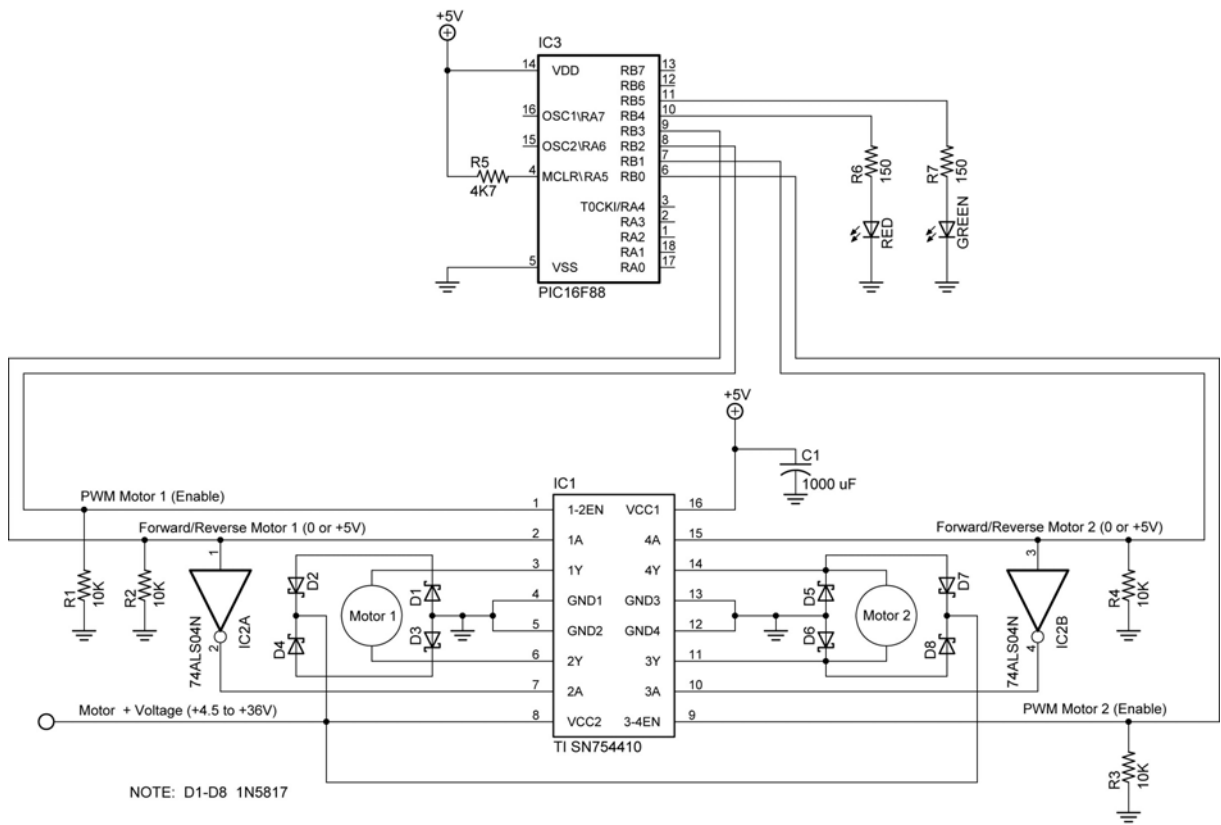 +5V
IC3
14 VDD RB7 13
RB6 12
RB5 11
16 OSC1\RA7 RB4 10
RB3 9
15 OSC2\RA6 RB2 8
RB1 7
R5 4K7 4 MCLR\RA5 RB0 6
T0CKI/RA4 3
RA3 2
RA2 1
RA1 18
5 VSS RA0 17
PIC16F88
R6 150
RED
R7 150
GREEN
+5V
C1
1000 uF
IC1
PWM Motor 1 (Enable) 1 1-2EN VCC1 16
Forward/Reverse Motor 1 (0 or +5V) 2 1A 4A 15 Forward/Reverse Motor 2 (0 or +5V)
3 1Y 4Y 14
4 GND1 GND3 13
5 GND2 GND4 12
6 2Y 3Y 11
7 2A 3A 10
Motor + Voltage (+4.5 to +36V) 8 VCC2 3-4EN 9 PWM Motor 2 (Enable)
TI SN754410
R1 10K
R2 10K
1
2
74ALS04N
IC2A
D2
D4
Motor 1
D1
D3
D5
D6
Motor 2
D7
D8
3
4
74ALS04N
IC2B
R4 10K
R3 10K
NOTE: D1-D8 1N5817